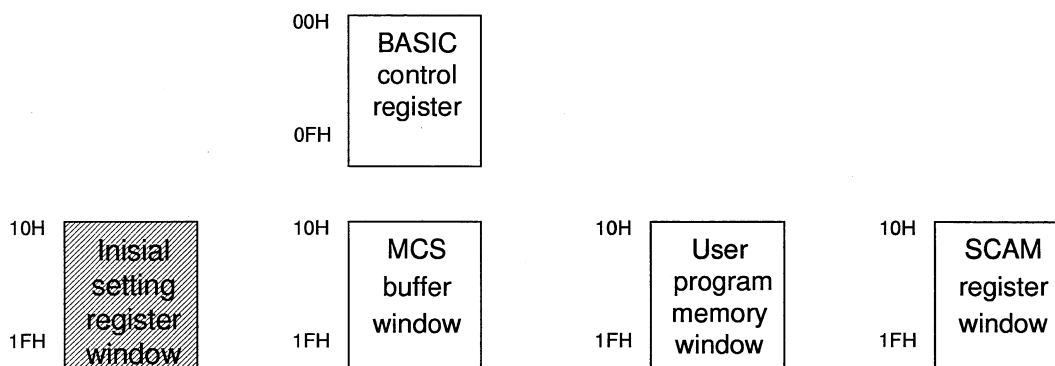 00H
BASIC
control
register
0FH
10H
Inisial
setting
register
window
1FH
10H
MCS
buffer
window
1FH
10H
User
program
memory
window
1FH
10H
SCAM
register
window
1FH